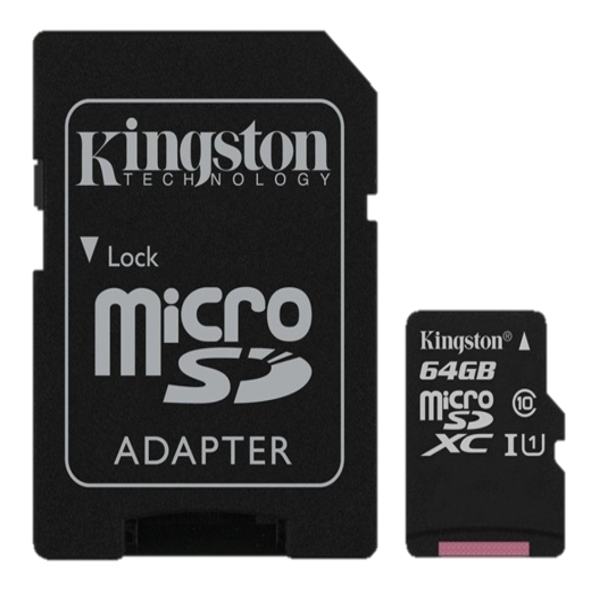 Kingston
TECHNOLOGY
Lock
micro
SD
ADAPTER
Kingston®
64GB
micro
SD
XC I U1
10